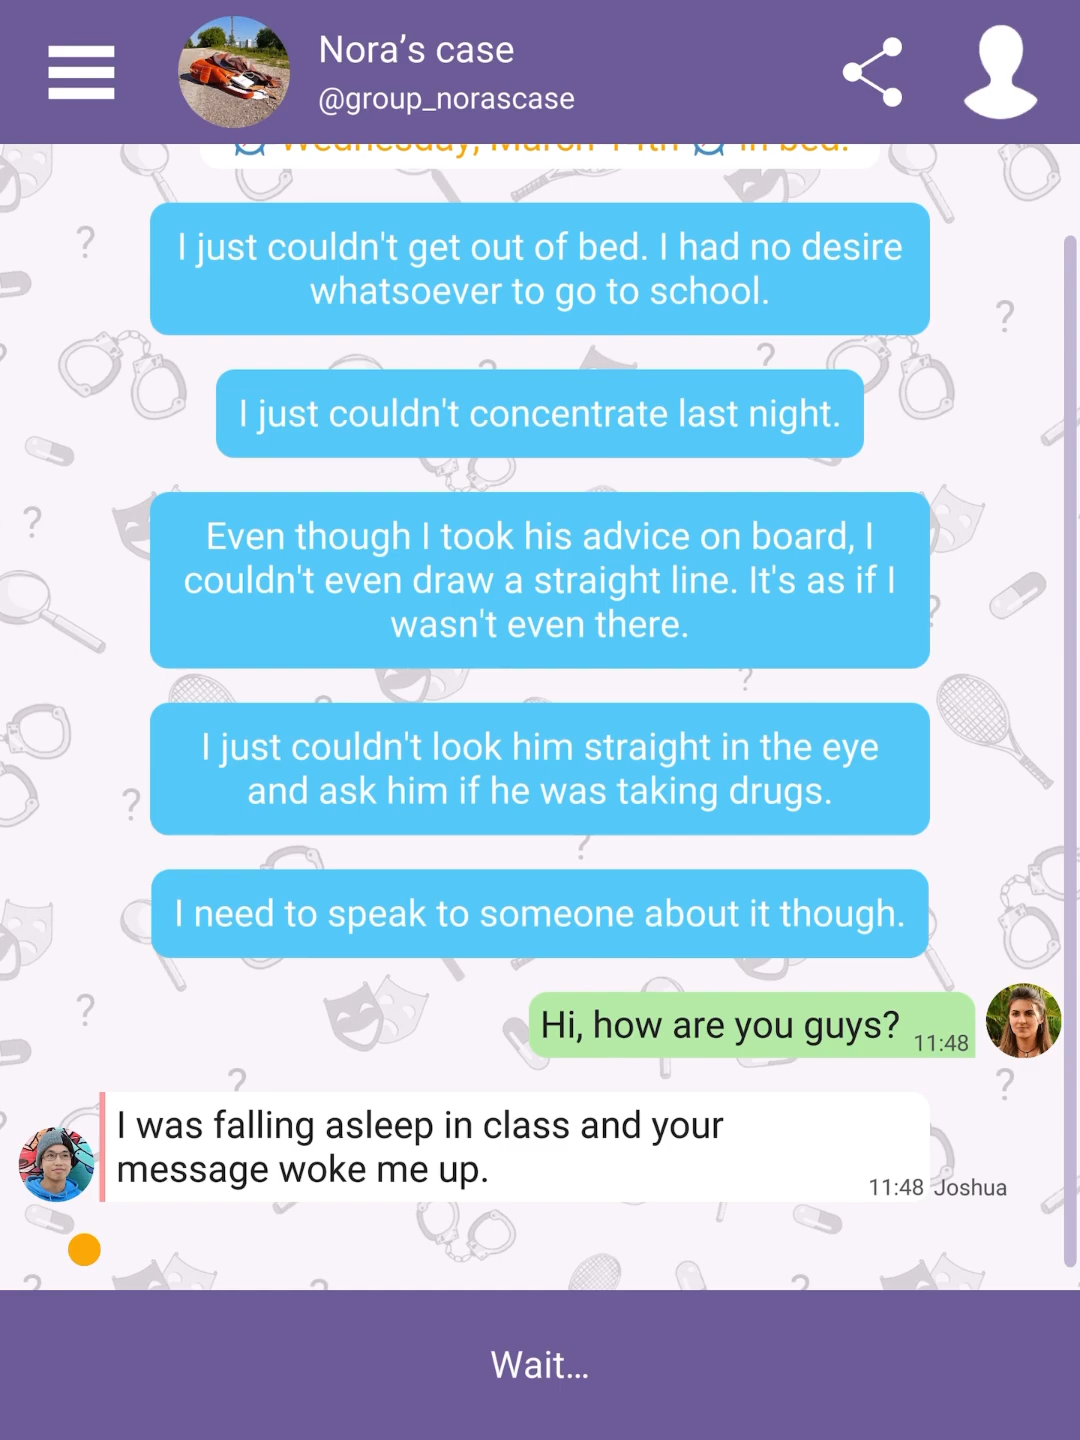 Nora’s case
@group_norascase
Wednesday, March 11th in bed.
I just couldn't get out of bed. I had no desire
whatsoever to go to school.
I just couldn't concentrate last night.
Even though I took his advice on board, I
couldn't even draw a straight line. It's as if I
wasn't even there.
I just couldn't look him straight in the eye
and ask him if he was taking drugs.
I need to speak to someone about it though.
Hi, how are you guys?
11:48
I was falling asleep in class and your
message woke me up.
11:48 Joshua
Wait...